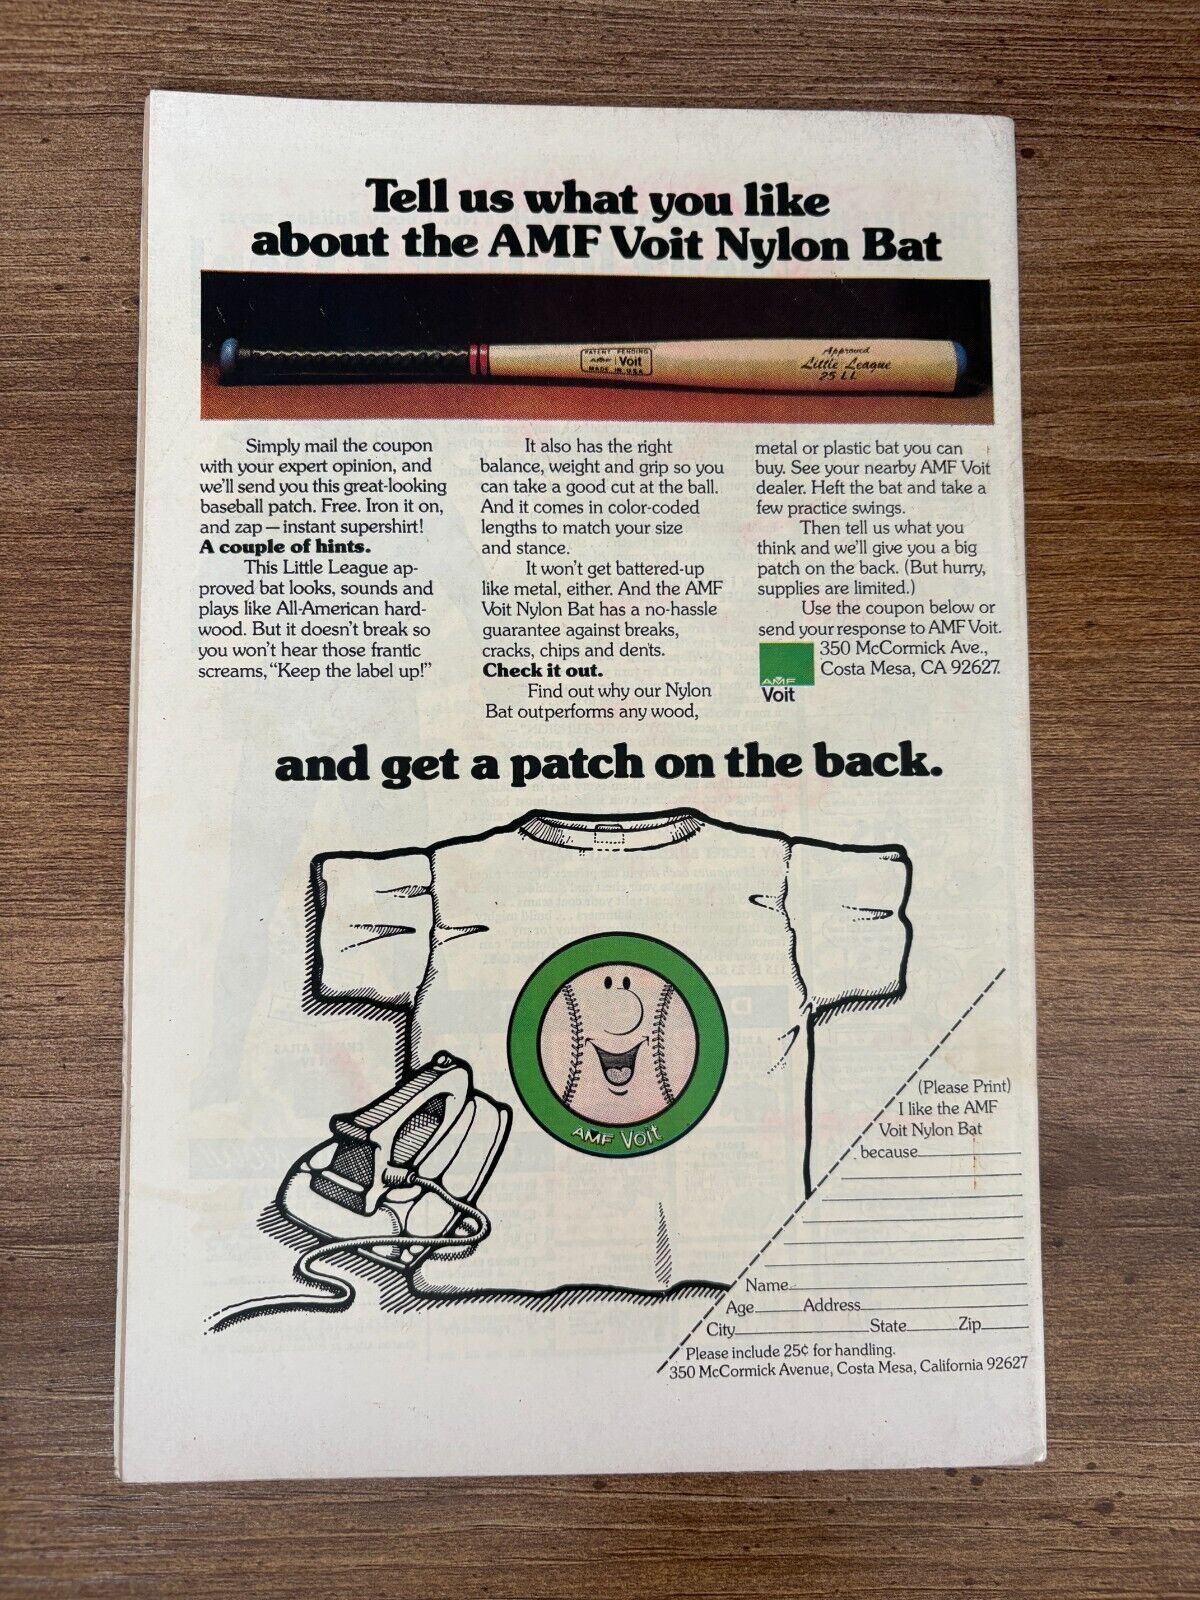 Tell us what you like
about the AMF Voit Nylon Bat
PATENT PENDING
AMF Voit
MADE IN U.S.A.
Approved
Little League
25 LL
Simply mail the coupon
with your expert opinion, and
we'll send you this great-looking
baseball patch. Free. Iron it on,
and zap — instant supershirt!
A couple of hints.
This Little League ap-
proved bat looks, sounds and
plays like All-American hard-
wood. But it doesn't break so
you won't hear those frantic
screams, "Keep the label up!"
It also has the right
balance, weight and grip so you
can take a good cut at the ball.
And it comes in color-coded
lengths to match your size
and stance.
It won't get battered-up
like metal, either. And the AMF
Voit Nylon Bat has a no-hassle
guarantee against breaks,
cracks, chips and dents.
Check it out.
Find out why our Nylon
Bat outperforms any wood,
metal or plastic bat you can
buy. See your nearby AMF Voit
dealer. Heft the bat and take a
few practice swings.
Then tell us what you
think and we'll give you a big
patch on the back. (But hurry,
supplies are limited.)
Use the coupon below or
send your response to AMF Voit.
350 McCormick Ave.,
Costa Mesa, CA 92627.
AMF
Voit
and get a patch on the back.
AMF Voit
(Please Print)
I like the AMF
Voit Nylon Bat
because
Name
Age Address
City State Zip
Please include 25¢ for handling.
350 McCormick Avenue, Costa Mesa, California 92627